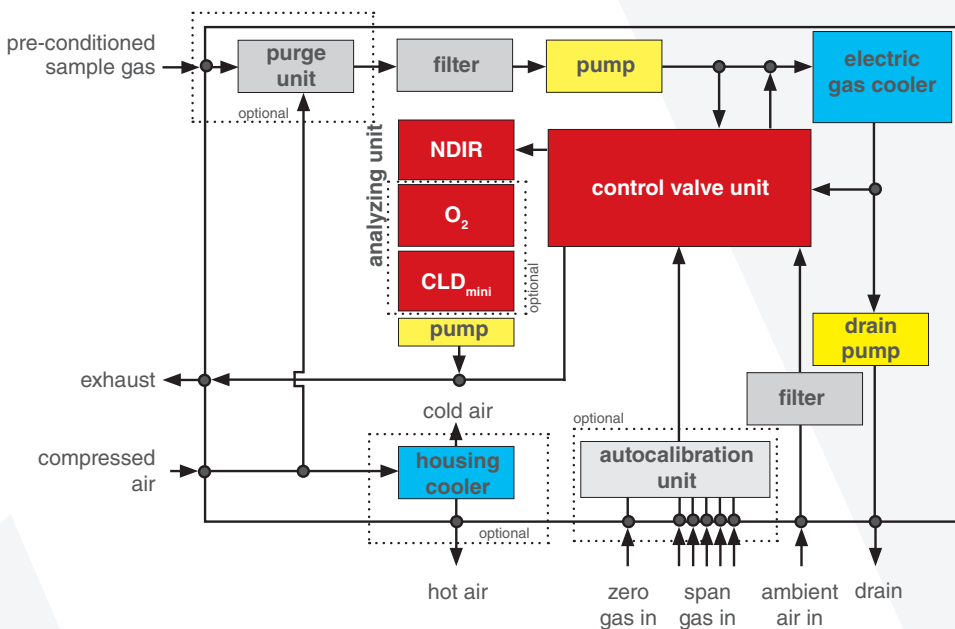 pre-conditioned
sample gas
purge
unit
optional
filter
pump
electric
gas cooler
analyzing unit
NDIR
O2
CLDmini
optional
pump
control valve unit
drain
pump
exhaust
cold air
filter
optional
compressed
air
housing
cooler
optional
autocalibration
unit
hot air
zero
gas in
span
gas in
ambient
air in
drain